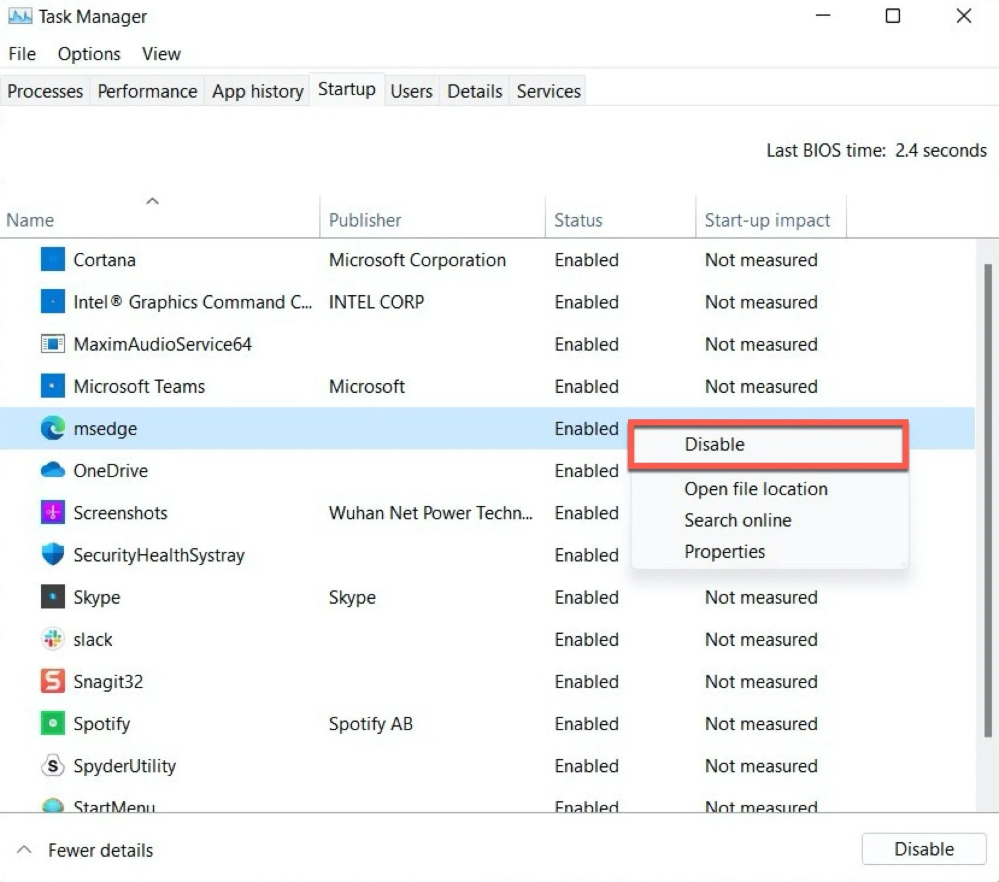 Task Manager
File Options View
Processes Performance App history Startup Users Details Services
Last BIOS time: 2.4 seconds
Name Publisher Status Start-up impact
Cortana Microsoft Corporation Enabled Not measured
Intel® Graphics Command C... INTEL CORP Enabled Not measured
MaximAudioService64 Enabled Not measured
Microsoft Teams Microsoft Enabled Not measured
msedge Enabled
Disable
OneDrive Enabled
Open file location
Screenshots Wuhan Net Power Techn... Enabled
Search online
SecurityHealthSystray Enabled
Properties
Skype Skype Enabled Not measured
slack Enabled Not measured
Snagit32 Enabled Not measured
Spotify Spotify AB Enabled Not measured
SpyderUtility Enabled Not measured
StartMenu Enabled Not measured
Fewer details Disable